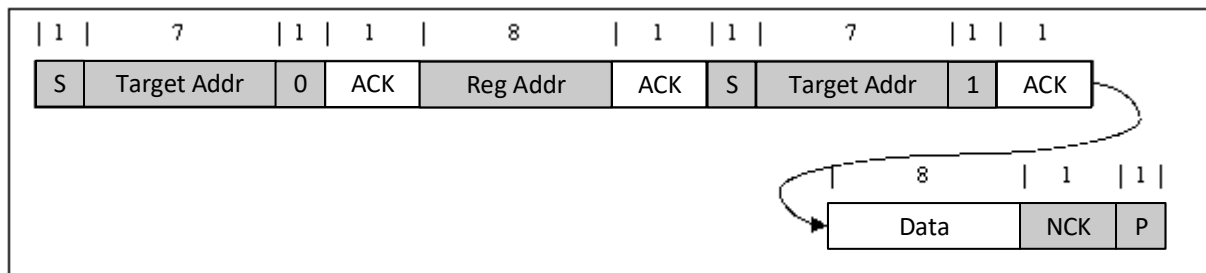 | 1 | 7 | 1 | 1 | 8 | 1 | 1 | 7 | 1 | 1
S Target Addr 0 ACK Reg Addr ACK S Target Addr 1 ACK
| 8 | 1 | 1 |
Data NCK P